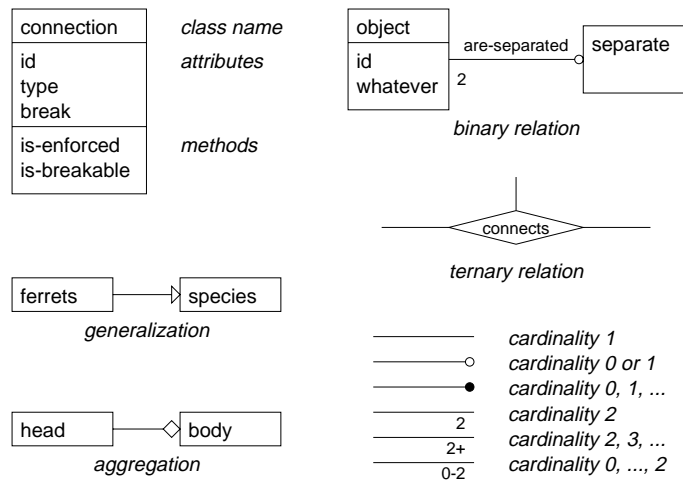 connection
class name
id
attributes
type
break
is-enforced
methods
is-breakable
object
id
whatever
are-separated
2
separate
binary relation
connects
ternary relation
ferrets
species
generalization
head
body
aggregation
cardinality 1
cardinality 0 or 1
cardinality 0, 1, ...
2
cardinality 2
2+
cardinality 2, 3, ...
0-2
cardinality 0, ..., 2